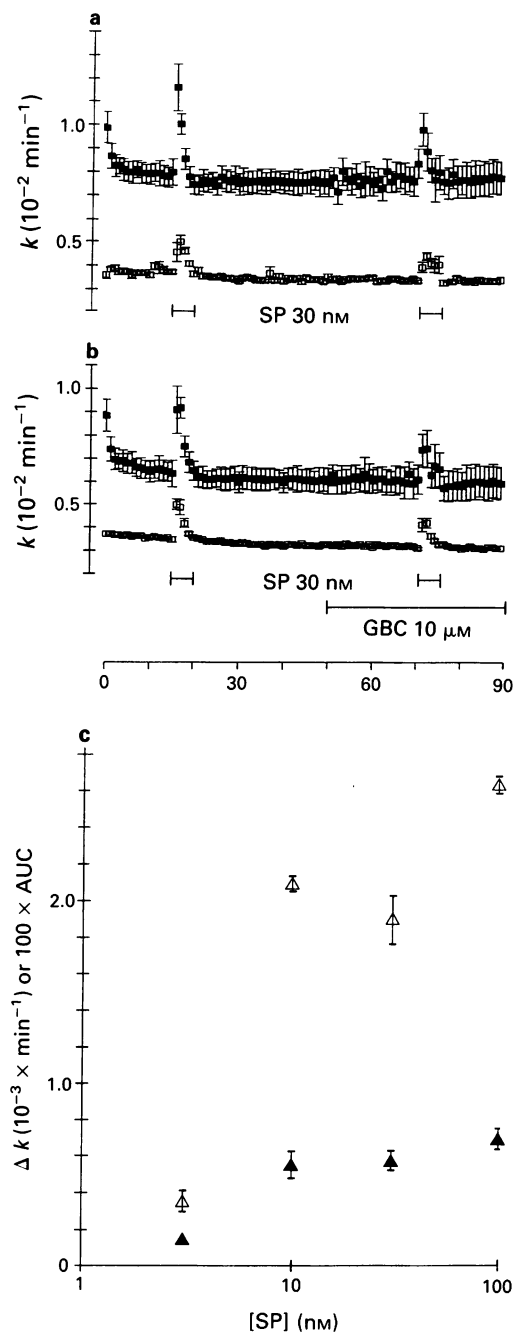 a
k (10⁻² min⁻¹)
1.0
0.5
SP 30 nM
b
k (10⁻² min⁻¹)
1.0
0.5
SP 30 nM
GBC 10 μM
0 30 60 90
c
Δ k (10⁻³ × min⁻¹) or 100 × AUC
2.0
1.0
0
1 10 100
[SP] (nM)